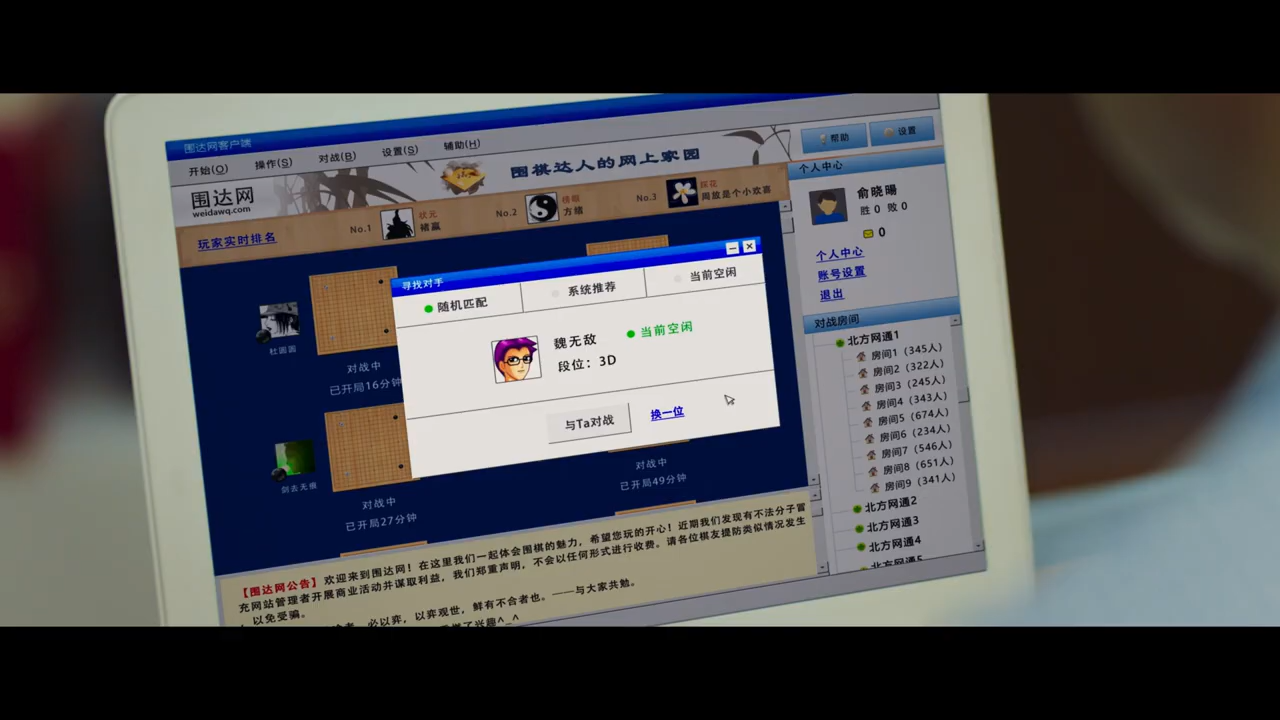 围达网客户端
开始(O) 操作(S) 对战(B) 设置(S) 辅助(H)
围达网
weidawq.com
围棋达人的网上家园
帮助 设置
玩家实时排名
No.1 状元 褚嬴
No.2 榜眼 方绪
No.3 探花 周放是个小欢喜
个人中心
俞晓暘
胜 0 败 0
0
个人中心
账号设置
退出
对战房间
北方网通1
房间1 (345人)
房间2 (322人)
房间3 (245人)
房间4 (343人)
房间5 (674人)
房间6 (234人)
房间7 (546人)
房间8 (651人)
房间9 (341人)
北方网通2
北方网通3
北方网通4
北方网通5
杜圆圆
对战中
已开局16分钟
剑去无痕
对战中
已开局27分钟
对战中
已开局49分钟
寻找对手
随机匹配 系统推荐 当前空闲
魏无敌 当前空闲
段位：3D
与Ta对战 换一位
【围达网公告】欢迎来到围达网！在这里我们一起体会围棋的魅力，希望您玩的开心！近期我们发现有不法分子冒
充网站管理者开展商业活动并谋取利益，我们郑重声明，不会以任何形式进行收费。请各位棋友提防类似情况发生
，以免受骗。
必以弈，以弈观世，鲜有不合者也。——与大家共勉。
了兴趣^_^